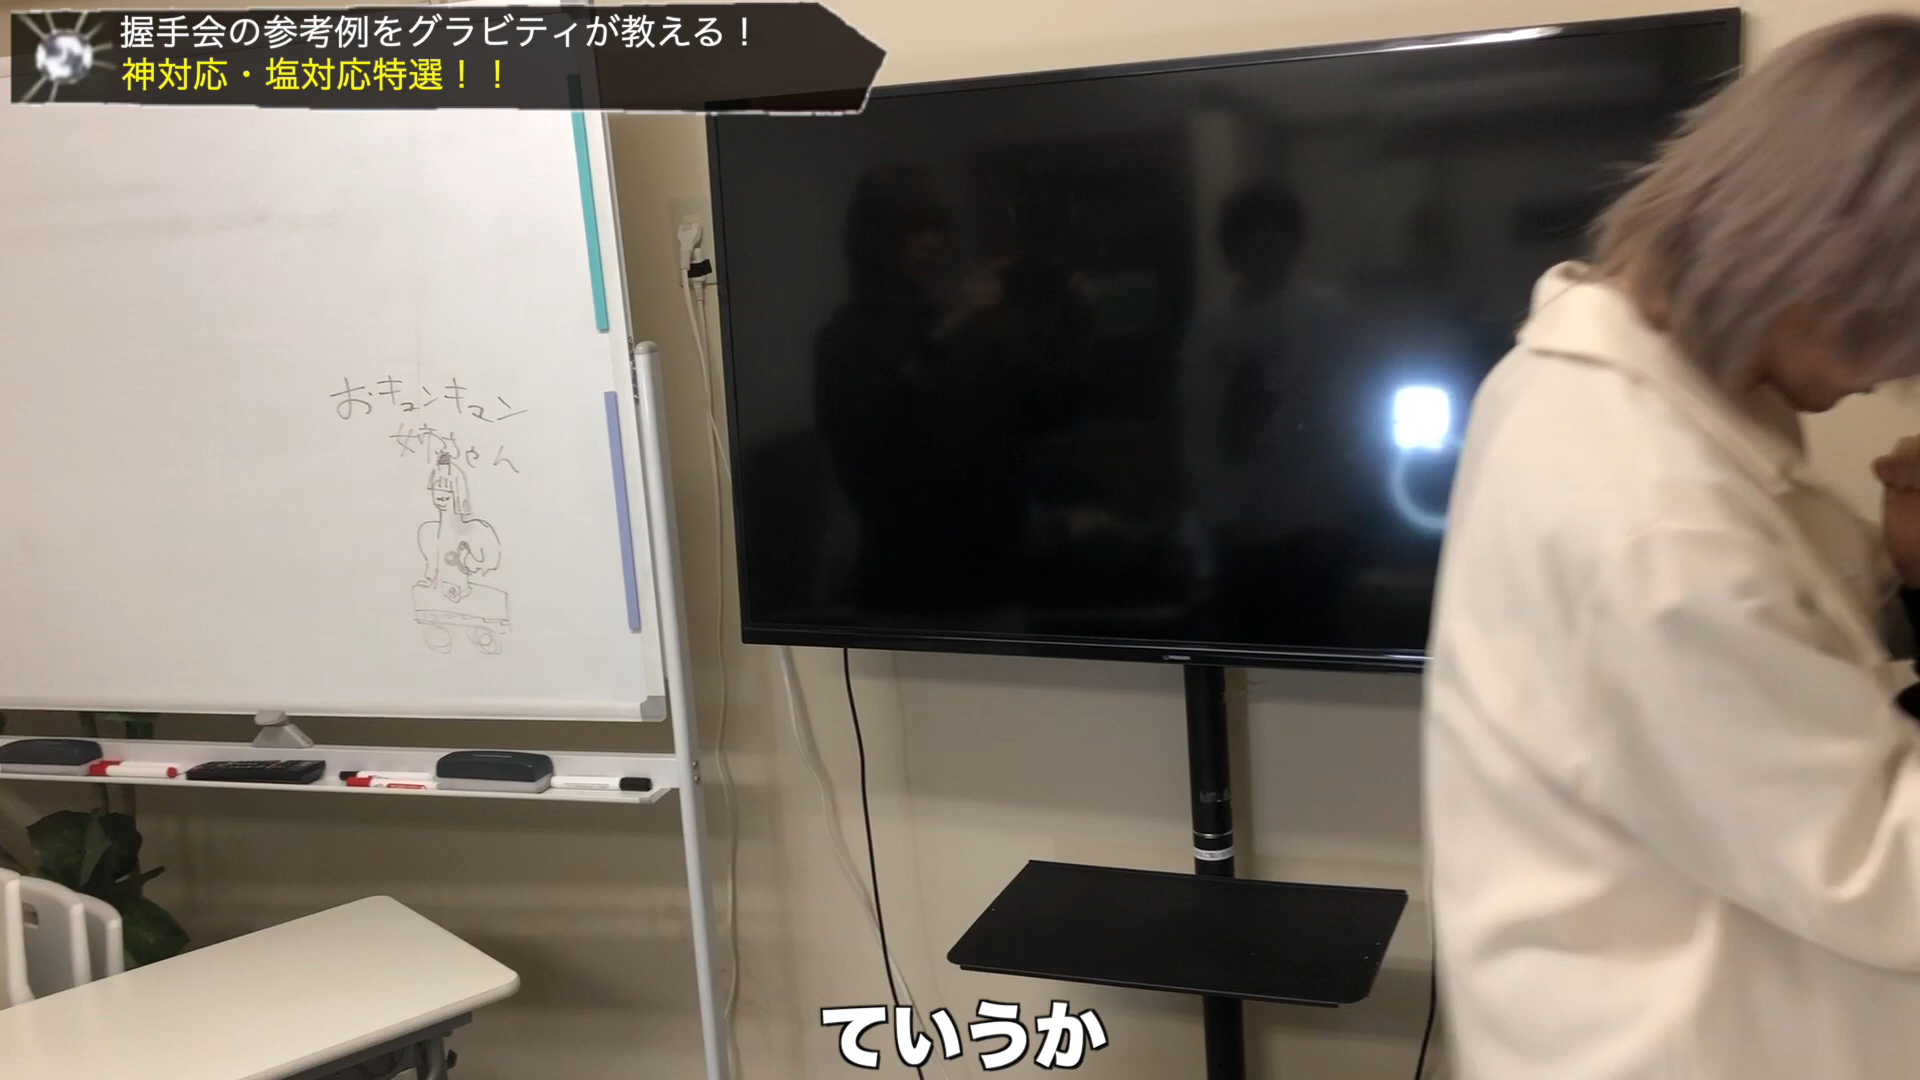 握手会の参考例をグラビティが教える！
神対応・塩対応特選！！
おキュンキュン
姉ちゃん
ていうか